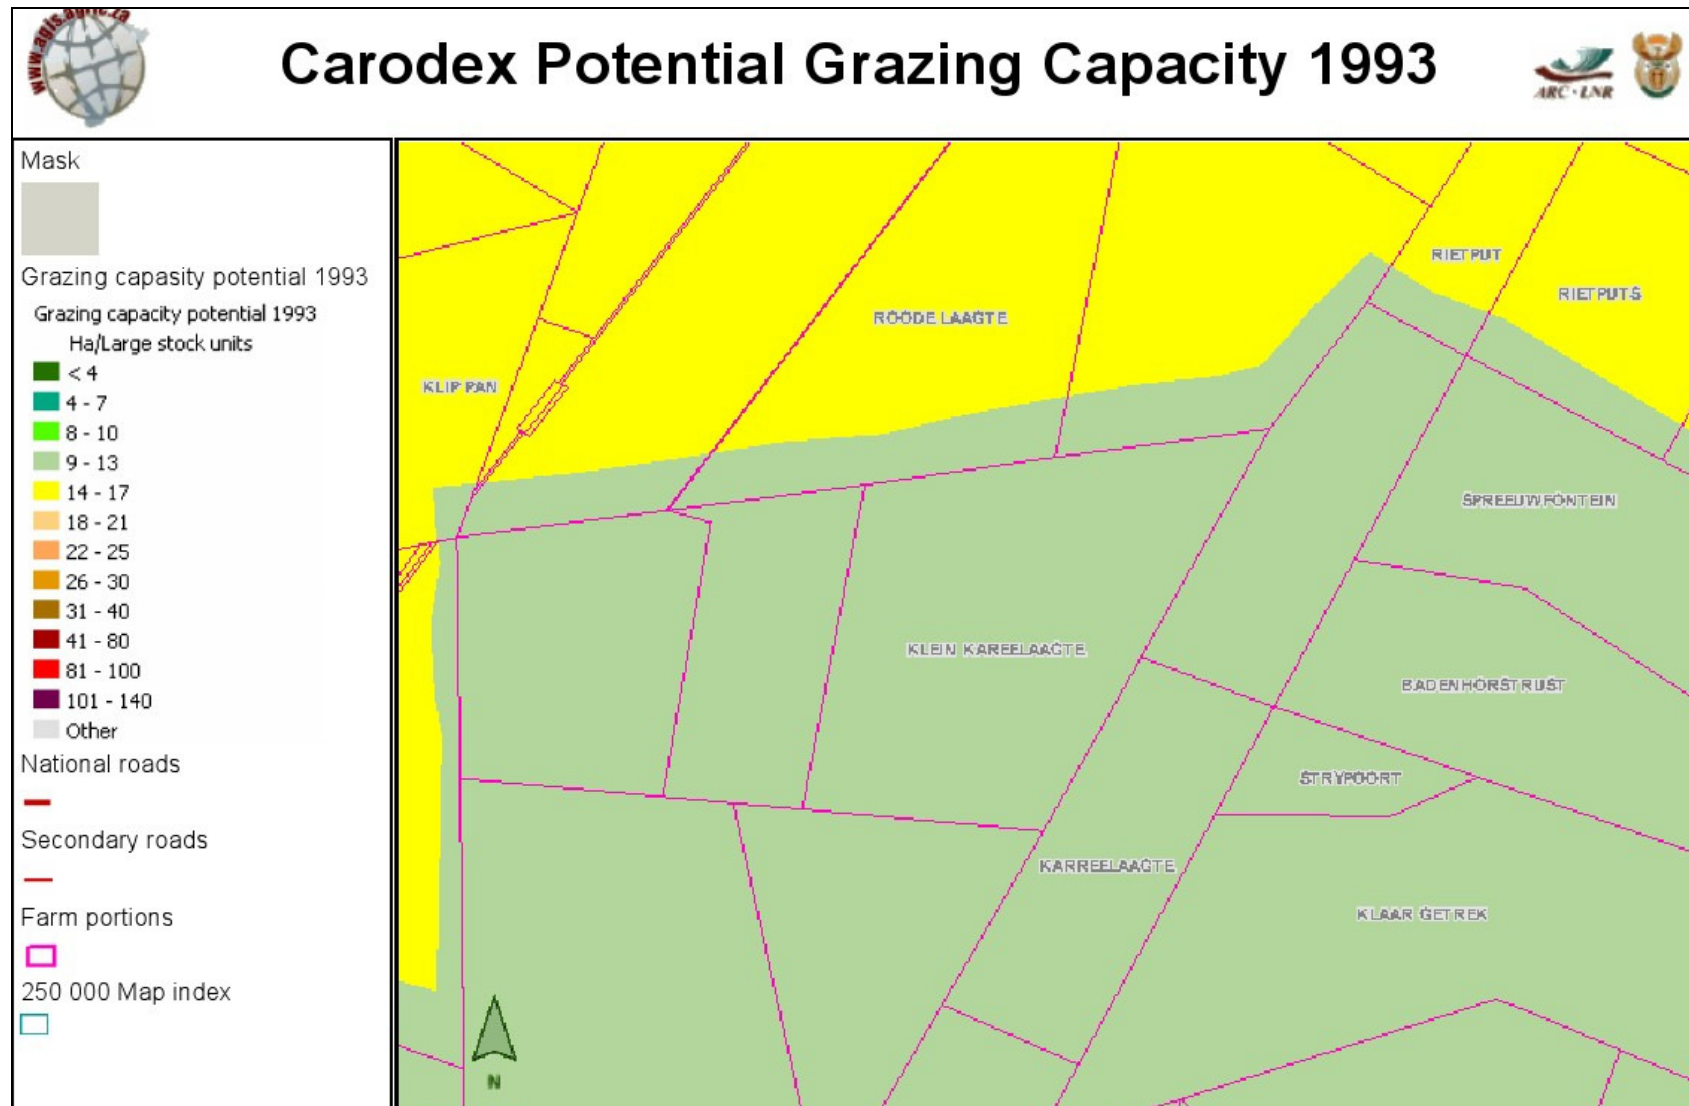 www.agis.agric.za
Carodex Potential Grazing Capacity 1993
ARC • LNR
Mask
Grazing capasity potential 1993
Grazing capacity potential 1993
Ha/Large stock units
< 4
4 - 7
8 - 10
9 - 13
14 - 17
18 - 21
22 - 25
26 - 30
31 - 40
41 - 80
81 - 100
101 - 140
Other
National roads
Secondary roads
Farm portions
250 000 Map index
RIETPUT
RIETPUTS
ROODE LAAGTE
KLIP PAN
SPREEUWFONTEIN
KLEIN KAREELAAGTE
BADENHORSTRUST
STRYPOORT
KARREELAAGTE
KLAAR GETREK
N